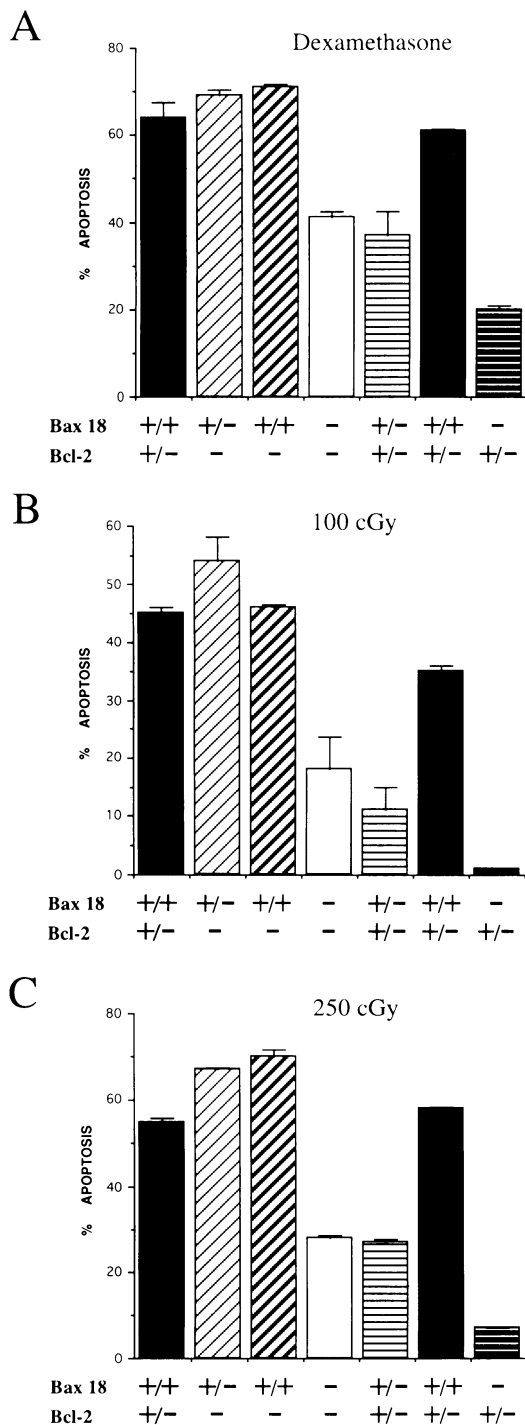 A
Dexamethasone
80
60
40
20
0
% APOPTOSIS
Bax 18 +/+ +/- +/+ - +/- +/+ -
Bcl-2 +/- - - - +/- +/- +/-
B
100 cGy
60
50
40
30
20
10
0
% APOPTOSIS
Bax 18 +/+ +/- +/+ - +/- +/+ -
Bcl-2 +/- - - - +/- +/- +/-
C
250 cGy
80
60
40
20
0
% APOPTOSIS
Bax 18 +/+ +/- +/+ - +/- +/+ -
Bcl-2 +/- - - - +/- +/- +/-